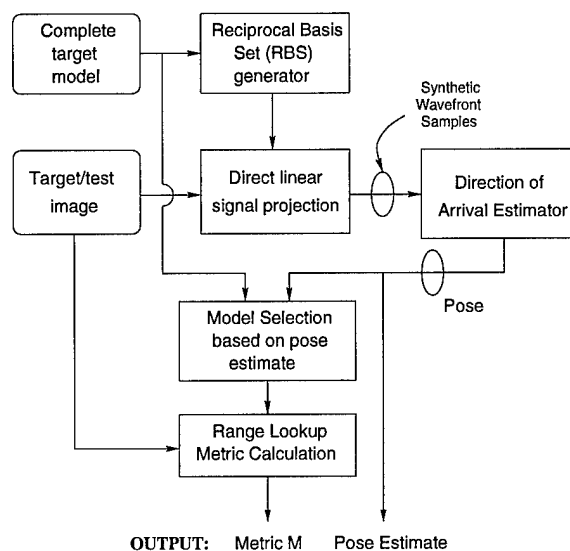 Complete
target
model
Reciprocal Basis
Set (RBS)
generator
Synthetic
Wavefront
Samples
Target/test
image
Direct linear
signal projection
Direction of
Arrival Estimator
Pose
Model Selection
based on pose
estimate
Range Lookup
Metric Calculation
OUTPUT: Metric M Pose Estimate